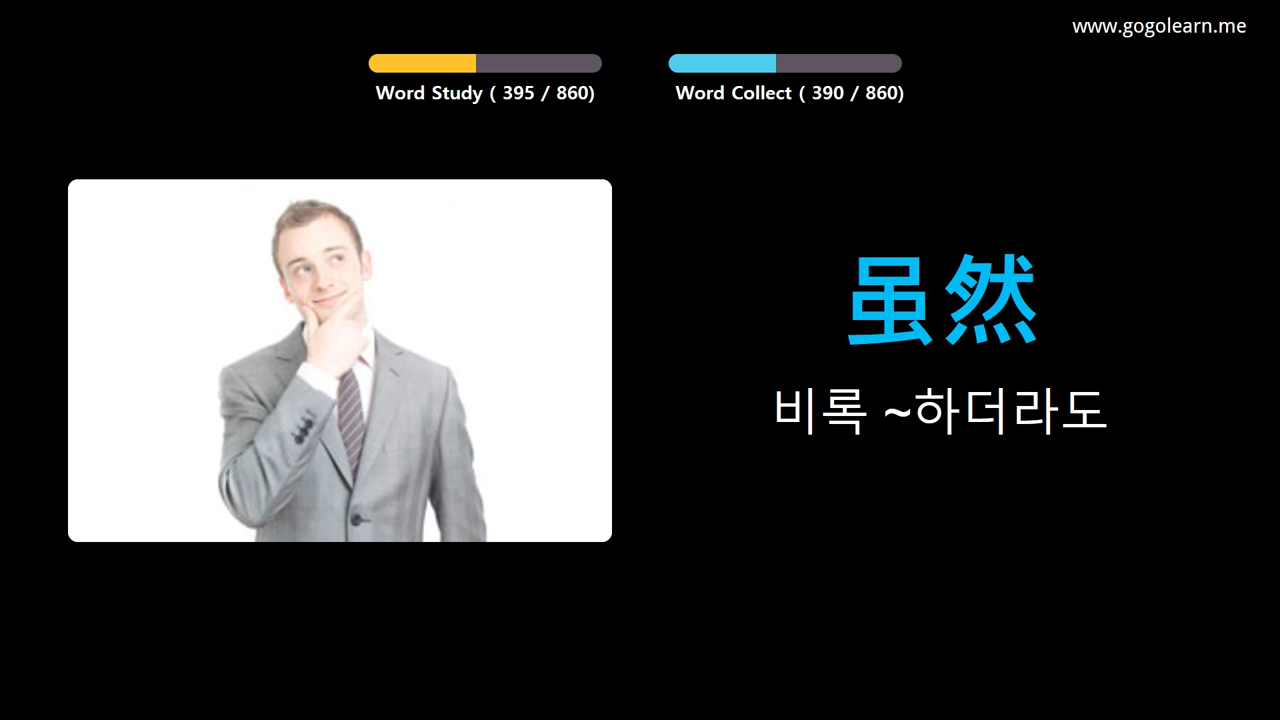 www.gogolearn.me
Word Study ( 395 / 860)
Word Collect ( 390 / 860)
虽然
비록 ~하더라도